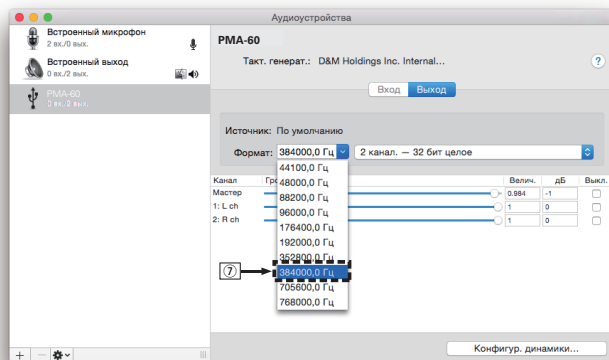 Аудиоустройства
Встроенный микрофон
2 вх./0 вых.
Встроенный выход
0 вх./2 вых.
PMA-60
0 вх./2 вых.
PMA-60
Такт. генерат.: D&M Holdings Inc. Internal...
?
Вход Выход
Источник: По умолчанию
Формат: 384000,0 Гц 2 канал. — 32 бит целое
44100,0 Гц
48000,0 Гц
88200,0 Гц
96000,0 Гц
176400,0 Гц
192000,0 Гц
352800,0 Гц
⑦ 384000,0 Гц
705600,0 Гц
768000,0 Гц
Канал Гро Велич. дБ Выкл.
Мастер 0.984 -1
1: L ch 1 0
2: R ch 1 0
+ −
Конфигур. динамики...